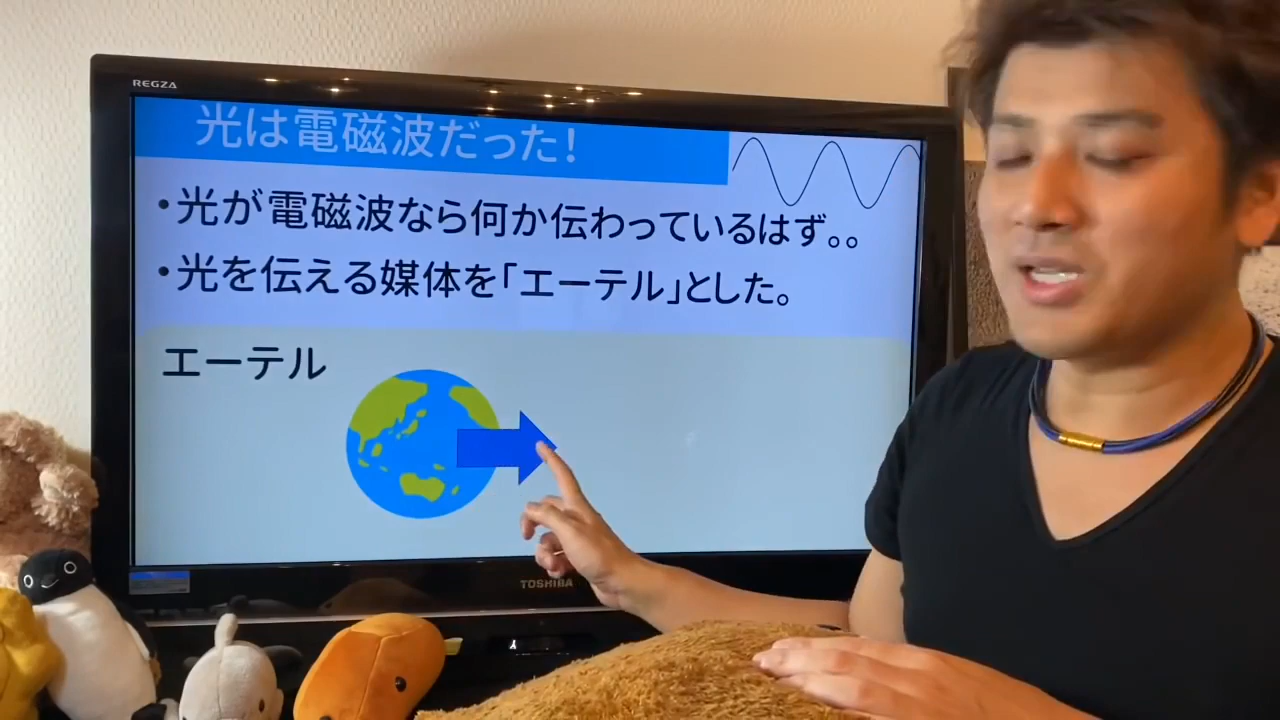 REGZA
光は電磁波だった!
・光が電磁波なら何か伝わっているはず。。
・光を伝える媒体を「エーテル」とした。
エーテル
TOSHIBA